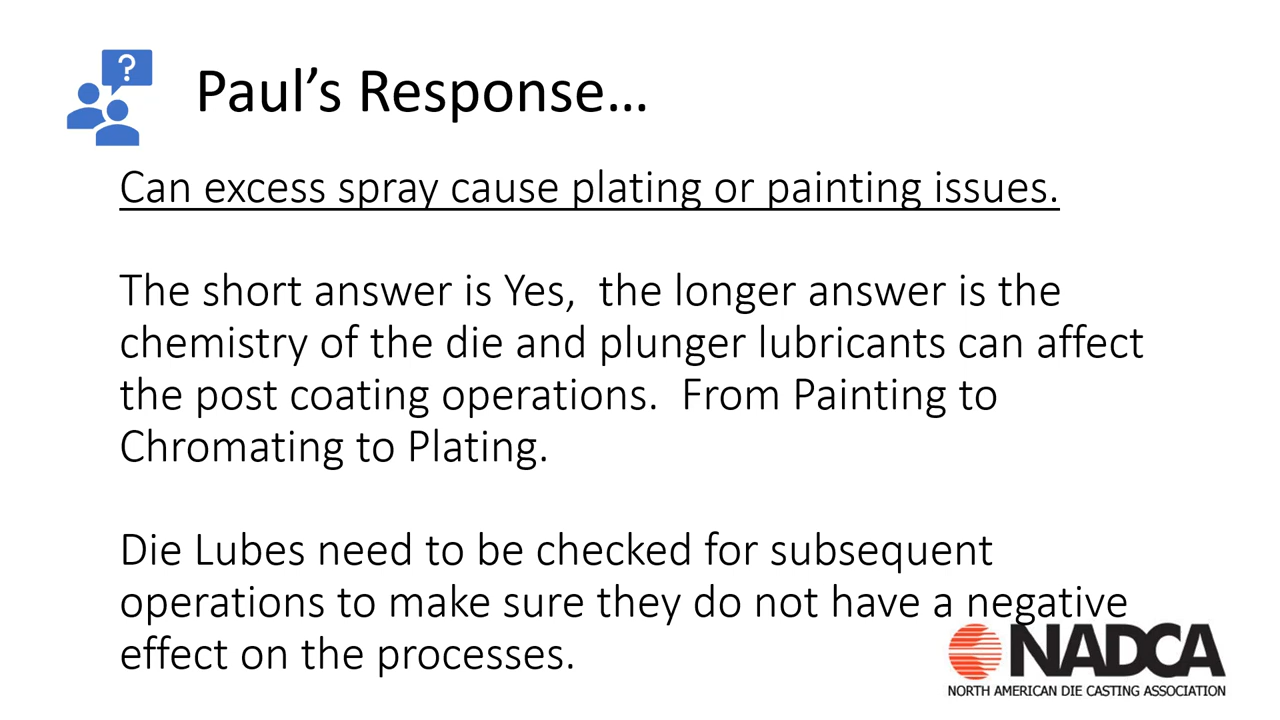 ?
Paul’s Response…
Can excess spray cause plating or painting issues.
The short answer is Yes,  the longer answer is the
chemistry of the die and plunger lubricants can affect
the post coating operations.  From Painting to
Chromating to Plating.
Die Lubes need to be checked for subsequent
operations to make sure they do not have a negative
effect on the processes.
NADCA
NORTH AMERICAN DIE CASTING ASSOCIATION